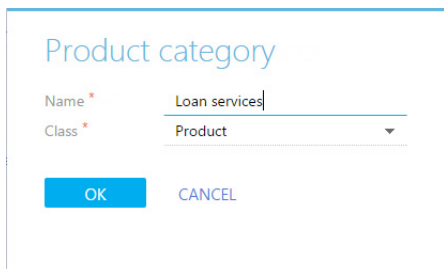 Product category
Name *
Loan services
Class *
Product
OK
CANCEL